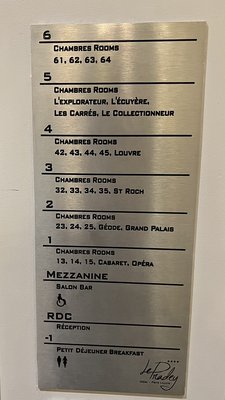 6
Chambres Rooms
61, 62, 63, 64
5
Chambres Rooms
L'explorateur, L'écuyère,
Les Carrés, Le Collectionneur
4
Chambres Rooms
42, 43, 44, 45, Louvre
3
Chambres Rooms
32, 33, 34, 35, St Roch
2
Chambres Rooms
23, 24, 25, Géode, Grand Palais
1
Chambres Rooms
13, 14, 15, Cabaret, Opéra
Mezzanine
Salon Bar
RDC
Réception
-1
Petit Déjeuner Breakfast
Le Pradey